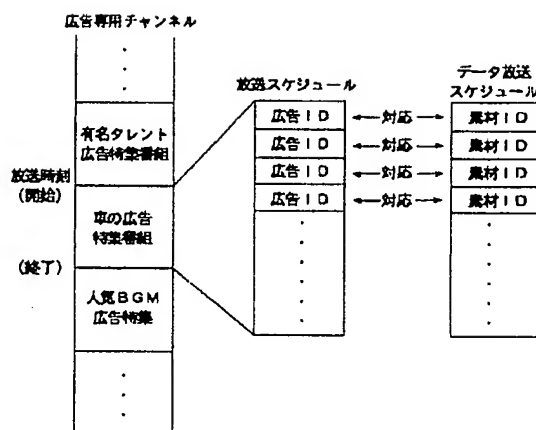 広告専用チャンネル
有名タレント
広告特集番組
放送時刻
(開始)
車の広告
特集番組
(終了)
人気BGM
広告特集
放送スケジュール
広告ID
広告ID
広告ID
広告ID
対応
対応
対応
対応
データ放送
スケジュール
素材ID
素材ID
素材ID
素材ID